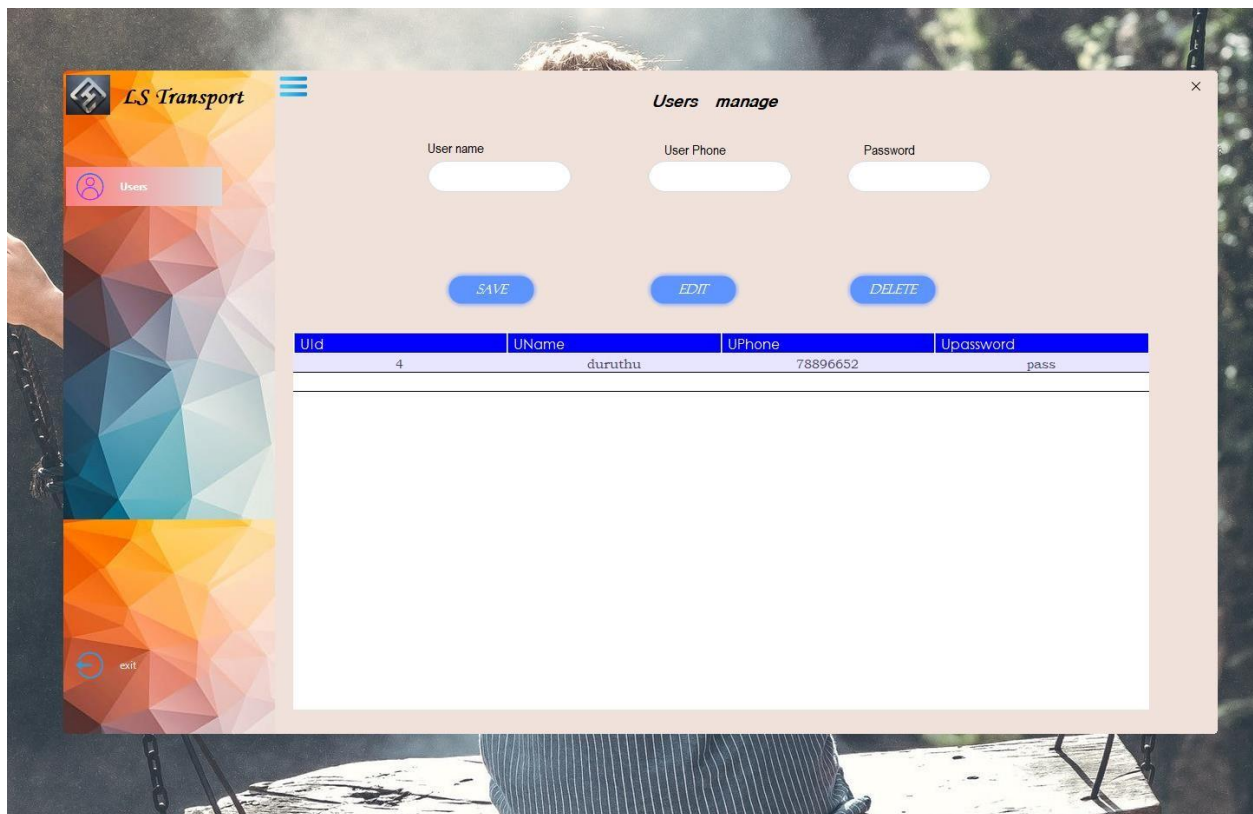 LS Transport
Users manage
User name User Phone Password
Users
SAVE EDIT DELETE
UId UName UPhone Upassword
4 duruthu 78896652 pass
exit